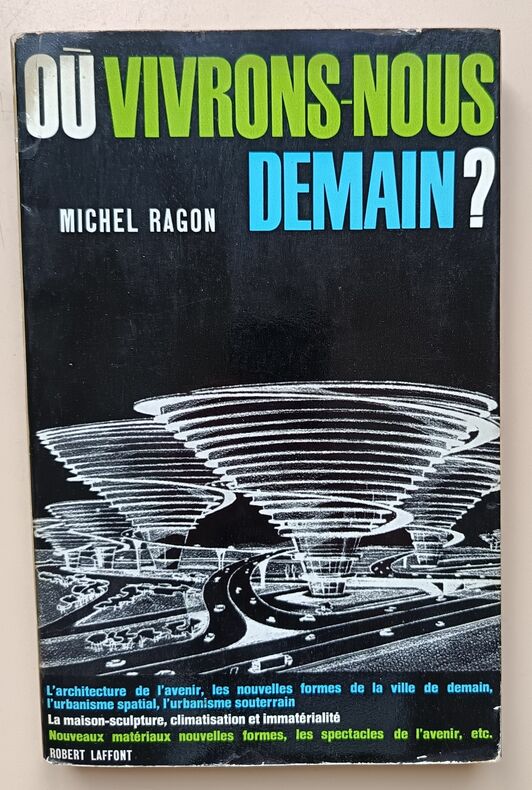 OÙ VIVRONS-NOUS
DEMAIN ?
MICHEL RAGON
L'architecture de l'avenir, les nouvelles formes de la ville de demain,
l'urbanisme spatial, l'urbanisme souterrain
La maison-sculpture, climatisation et immatérialité
Nouveaux matériaux nouvelles formes, les spectacles de l'avenir, etc.
ROBERT LAFFONT